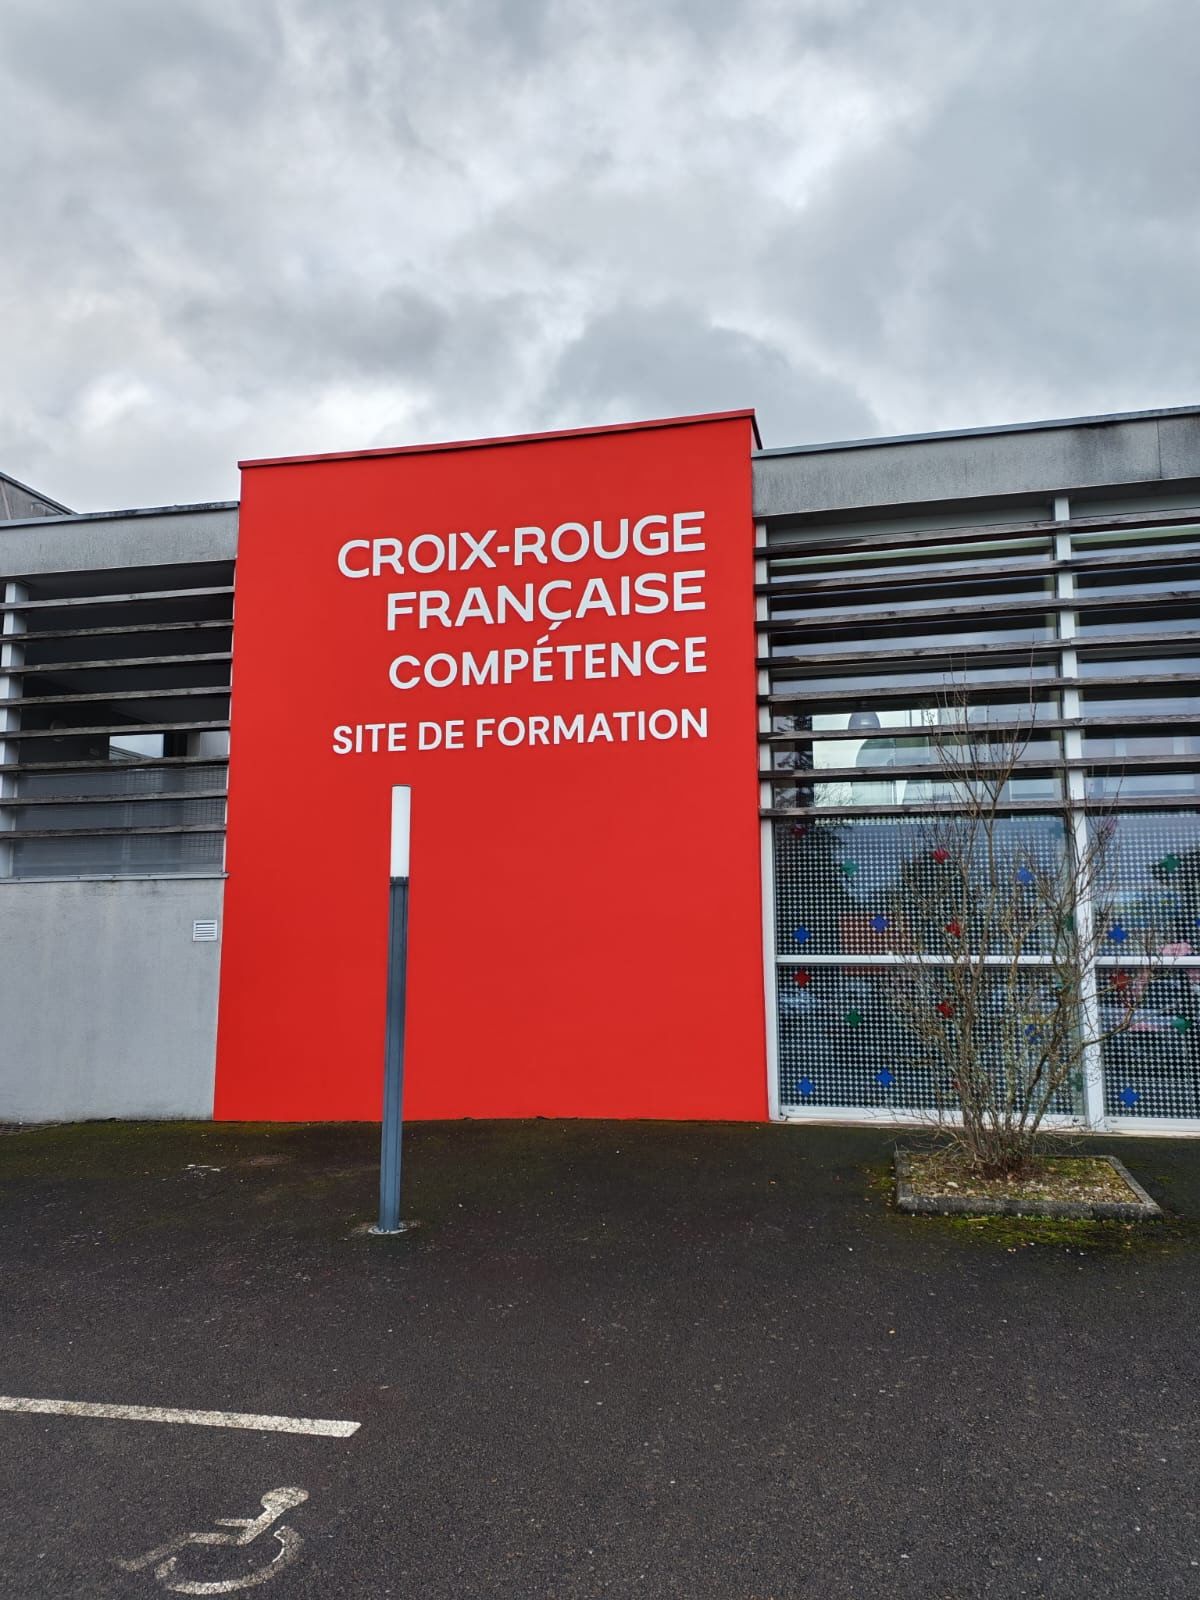 CROIX-ROUGE
FRANÇAISE
COMPÉTENCE
SITE DE FORMATION